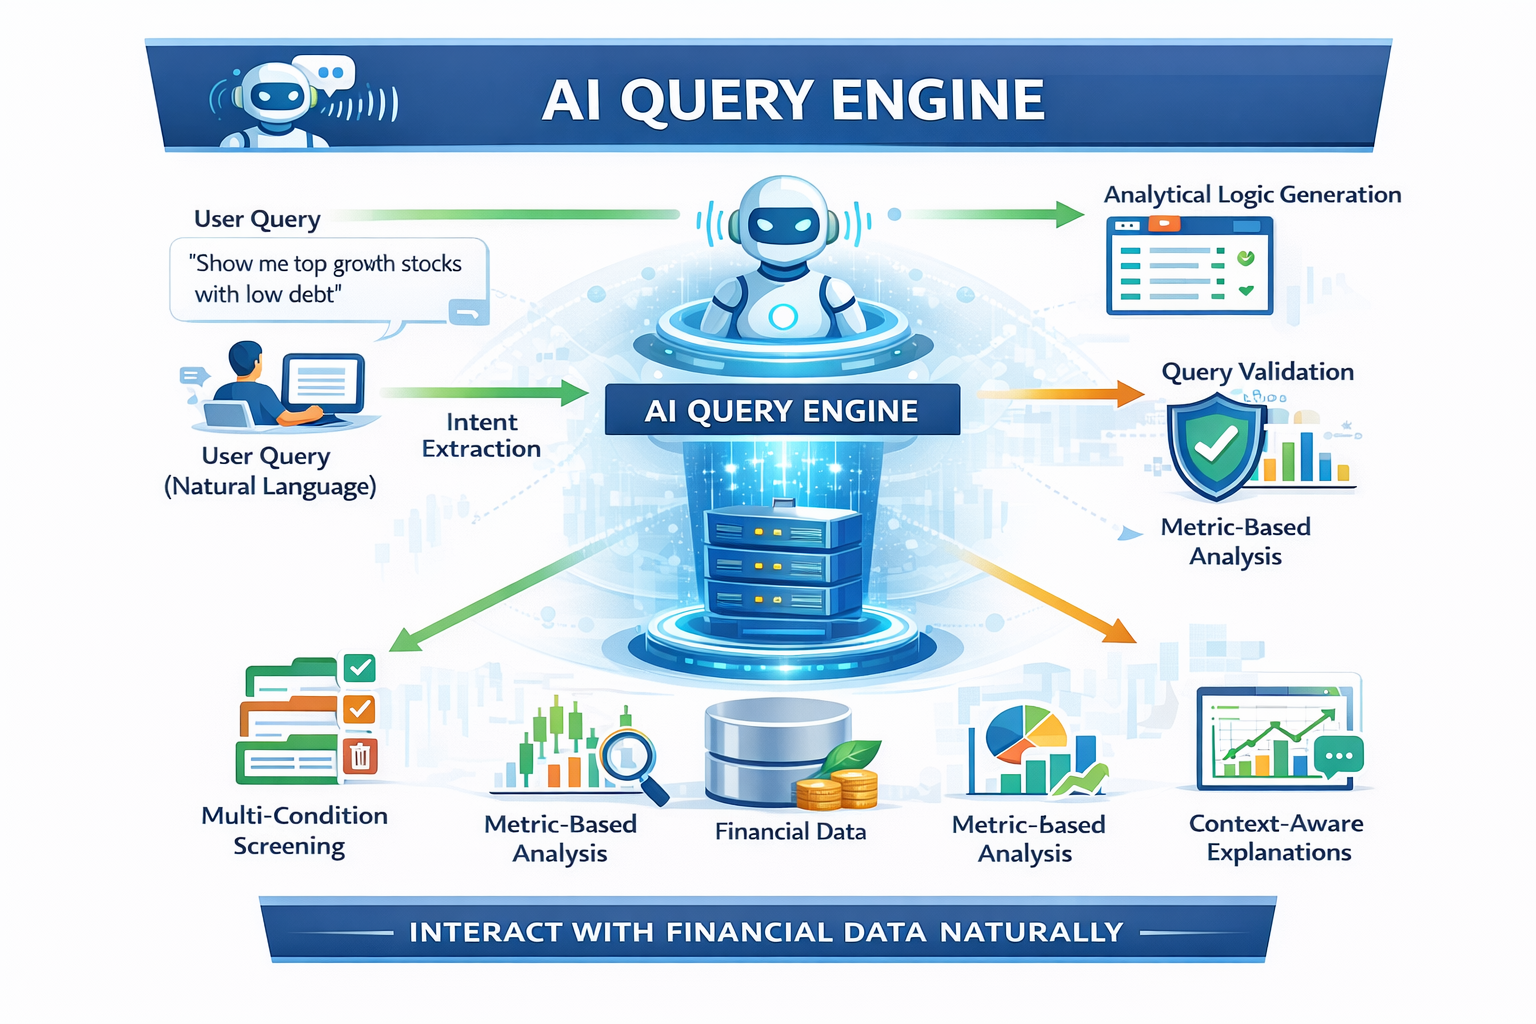 AI QUERY ENGINE
User Query
"Show me top growth stocks
with low debt"
User Query
(Natural Language)
Intent
Extraction
AI QUERY ENGINE
Analytical Logic Generation
Query Validation
Metric-Based
Analysis
Multi-Condition
Screening
Metric-Based
Analysis
Financial Data
Metric-based
Analysis
Context-Aware
Explanations
INTERACT WITH FINANCIAL DATA NATURALLY